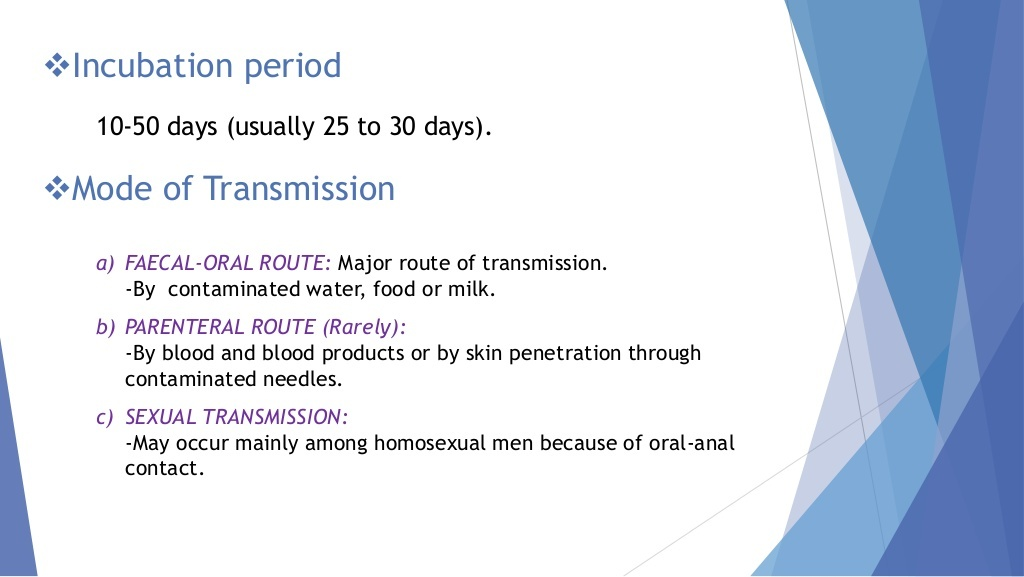 ❖Incubation period
10-50 days (usually 25 to 30 days).
❖Mode of Transmission
a) FAECAL-ORAL ROUTE: Major route of transmission.
-By contaminated water, food or milk.
b) PARENTERAL ROUTE (Rarely):
-By blood and blood products or by skin penetration through
contaminated needles.
c) SEXUAL TRANSMISSION:
-May occur mainly among homosexual men because of oral-anal
contact.